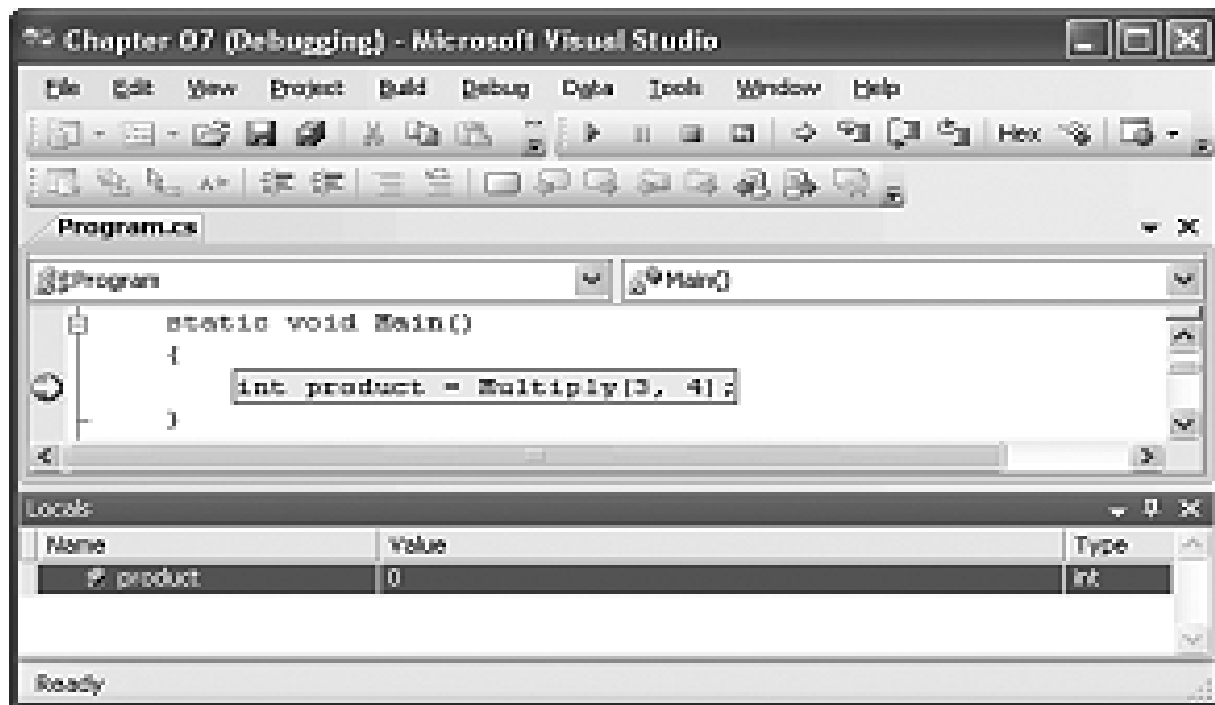 Chapter 07 (Debugging) - Microsoft Visual Studio
File Edit View Project Build Debug Data Tools Window Help
Hex
Program.cs
Program Main()
static void Main()
{
int product = Multiply(3, 4);
}
Locals
Name Value Type
product 0 int
Ready